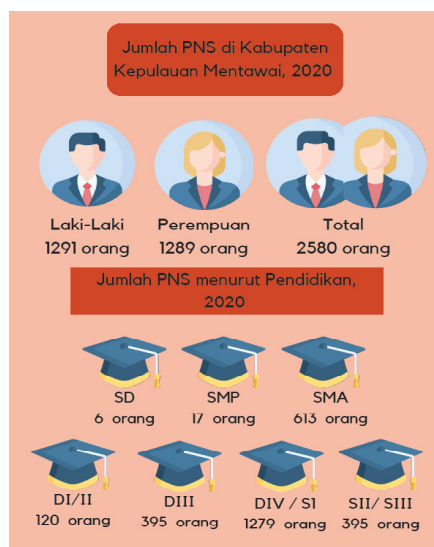 Jumlah PNS di Kabupaten
Kepulauan Mentawai, 2020
Laki-Laki
1291 orang
Perempuan
1289 orang
Total
2580 orang
Jumlah PNS menurut Pendidikan,
2020
SD
6 orang
SMP
17 orang
SMA
613 orang
DI/II
120 orang
DIII
395 orang
DIV / S1
1279 orang
SII/ SIII
395 orang